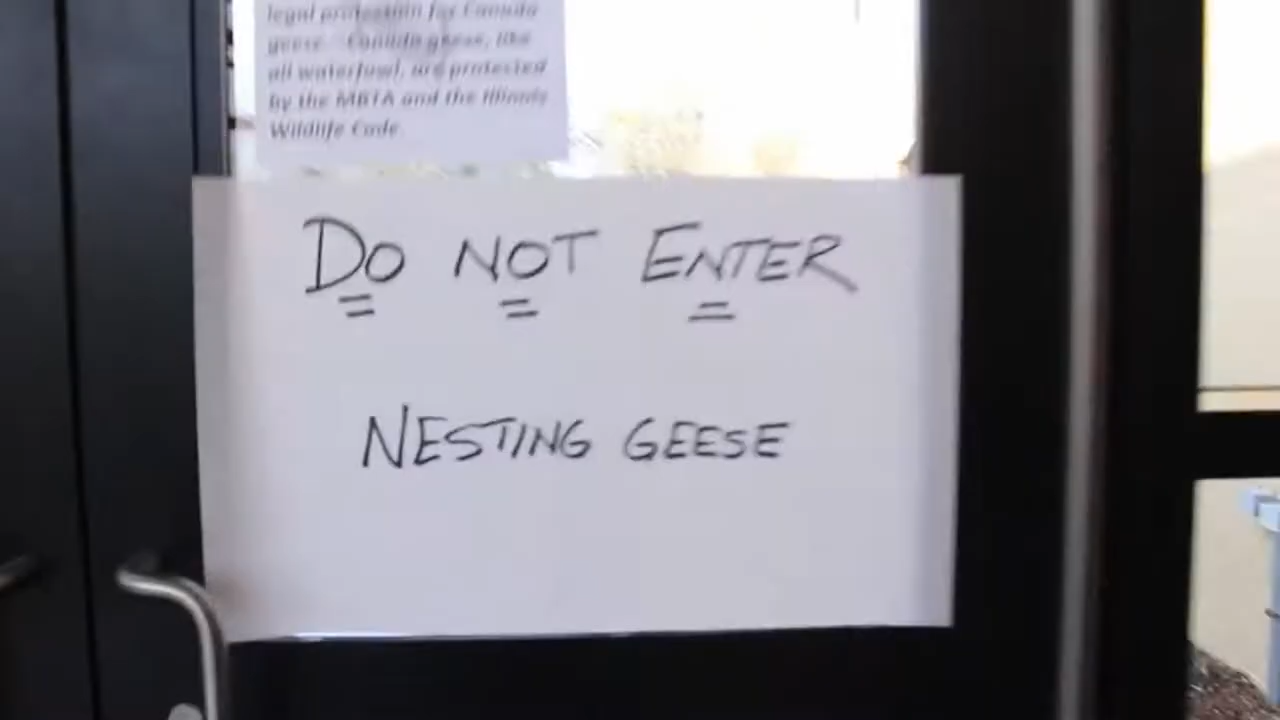 legal protection for Canada
geese. Canada geese, like
all waterfowl, are protected
by the MBTA and the Illinois
Wildlife Code.
DO NOT ENTER
NESTING GEESE